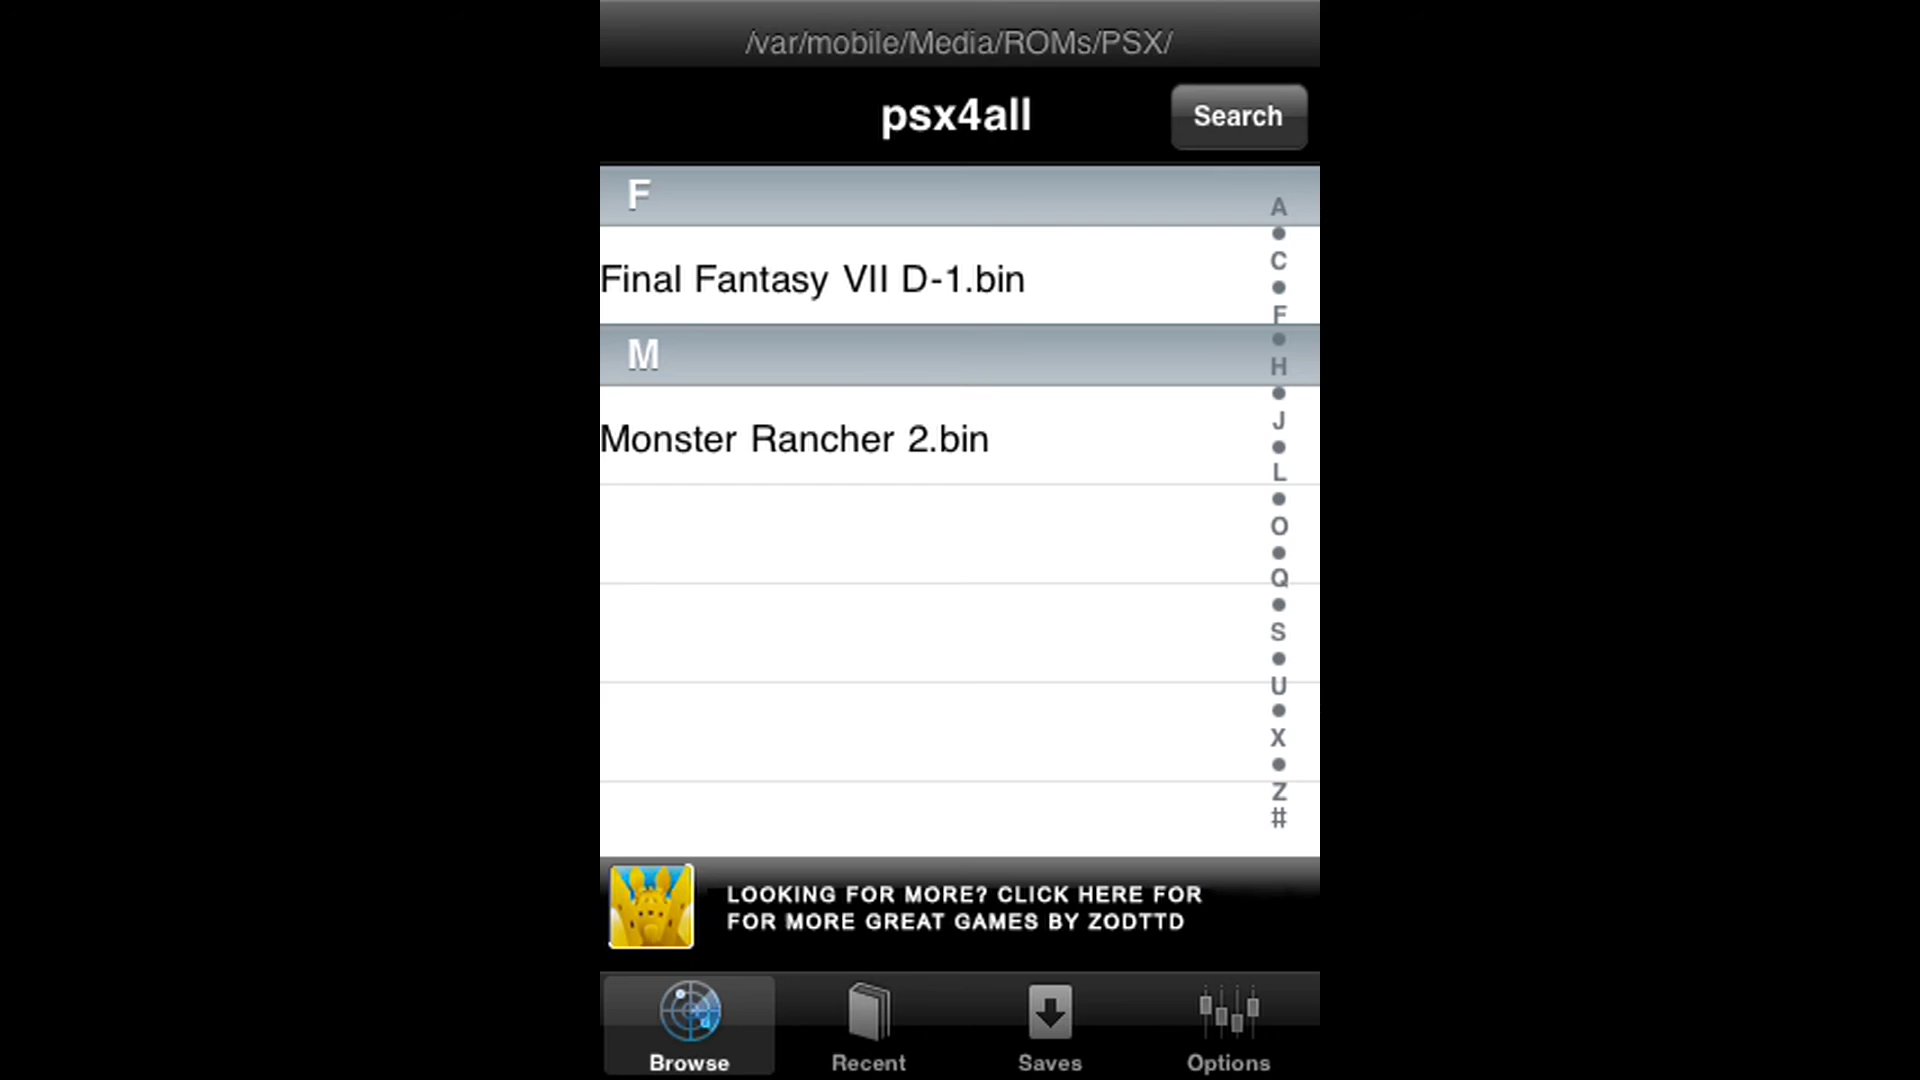 /var/mobile/Media/ROMs/PSX/
psx4all
Search
F
Final Fantasy VII D-1.bin
M
Monster Rancher 2.bin
A
C
F
H
J
L
O
Q
S
U
X
Z
#
LOOKING FOR MORE? CLICK HERE FOR
FOR MORE GREAT GAMES BY ZODTTD
Browse
Recent
Saves
Options